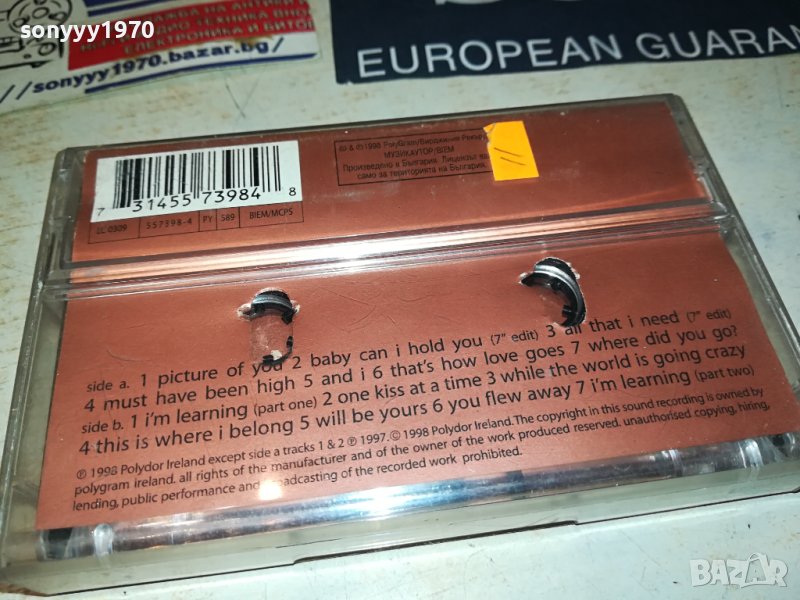 sonyyy1970
ЕЛЕКТРОНИКА И БИТОВ
//sonyyy1970.bazar.bg/
EUROPEAN GUARAN
7 31455 73984 8
LC 0309 557398-4 PY 589 BIEM/MCPS
℗ & © 1998 PolyGram/Вирджиния Рекърдс
МУЗИКАУТОР/BIEM
Произведено в България. Лицензът
само за територията на България.
side a. 1 picture of you 2 baby can i hold you (7" edit) 3 all that i need (7" edit)
4 must have been high 5 and i 6 that's how love goes 7 where did you go?
side b. 1 i'm learning (part one) 2 one kiss at a time 3 while the world is going crazy
4 this is where i belong 5 will be yours 6 you flew away 7 i'm learning (part two)
℗ 1998 Polydor Ireland except side a tracks 1 & 2 ℗ 1997. © 1998 Polydor Ireland. The copyright in this sound recording is owned by
polygram ireland. all rights of the manufacturer and of the owner of the work produced reserved. unauthorised copying, hiring,
lending, public performance and broadcasting of the recorded work prohibited.
sonyyy1970
BAZAR